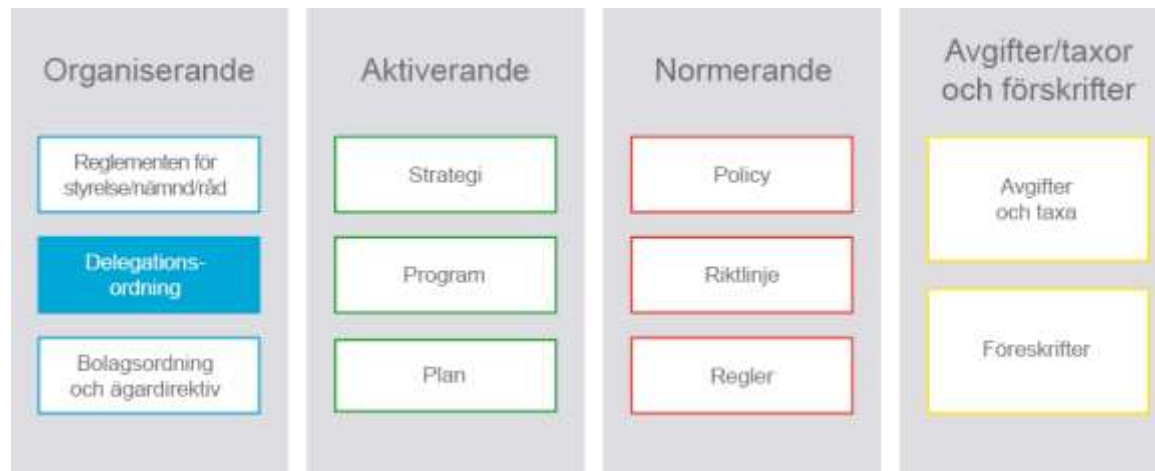 Organiserande
Reglementen för
styrelse/nämnd/råd
Delegations-
ordning
Bolagsordning
och ägardirektiv
Aktiverande
Strategi
Program
Plan
Normerande
Policy
Riktlinje
Regler
Avgifter/taxor
och förskrifter
Avgifter
och taxa
Föreskrifter